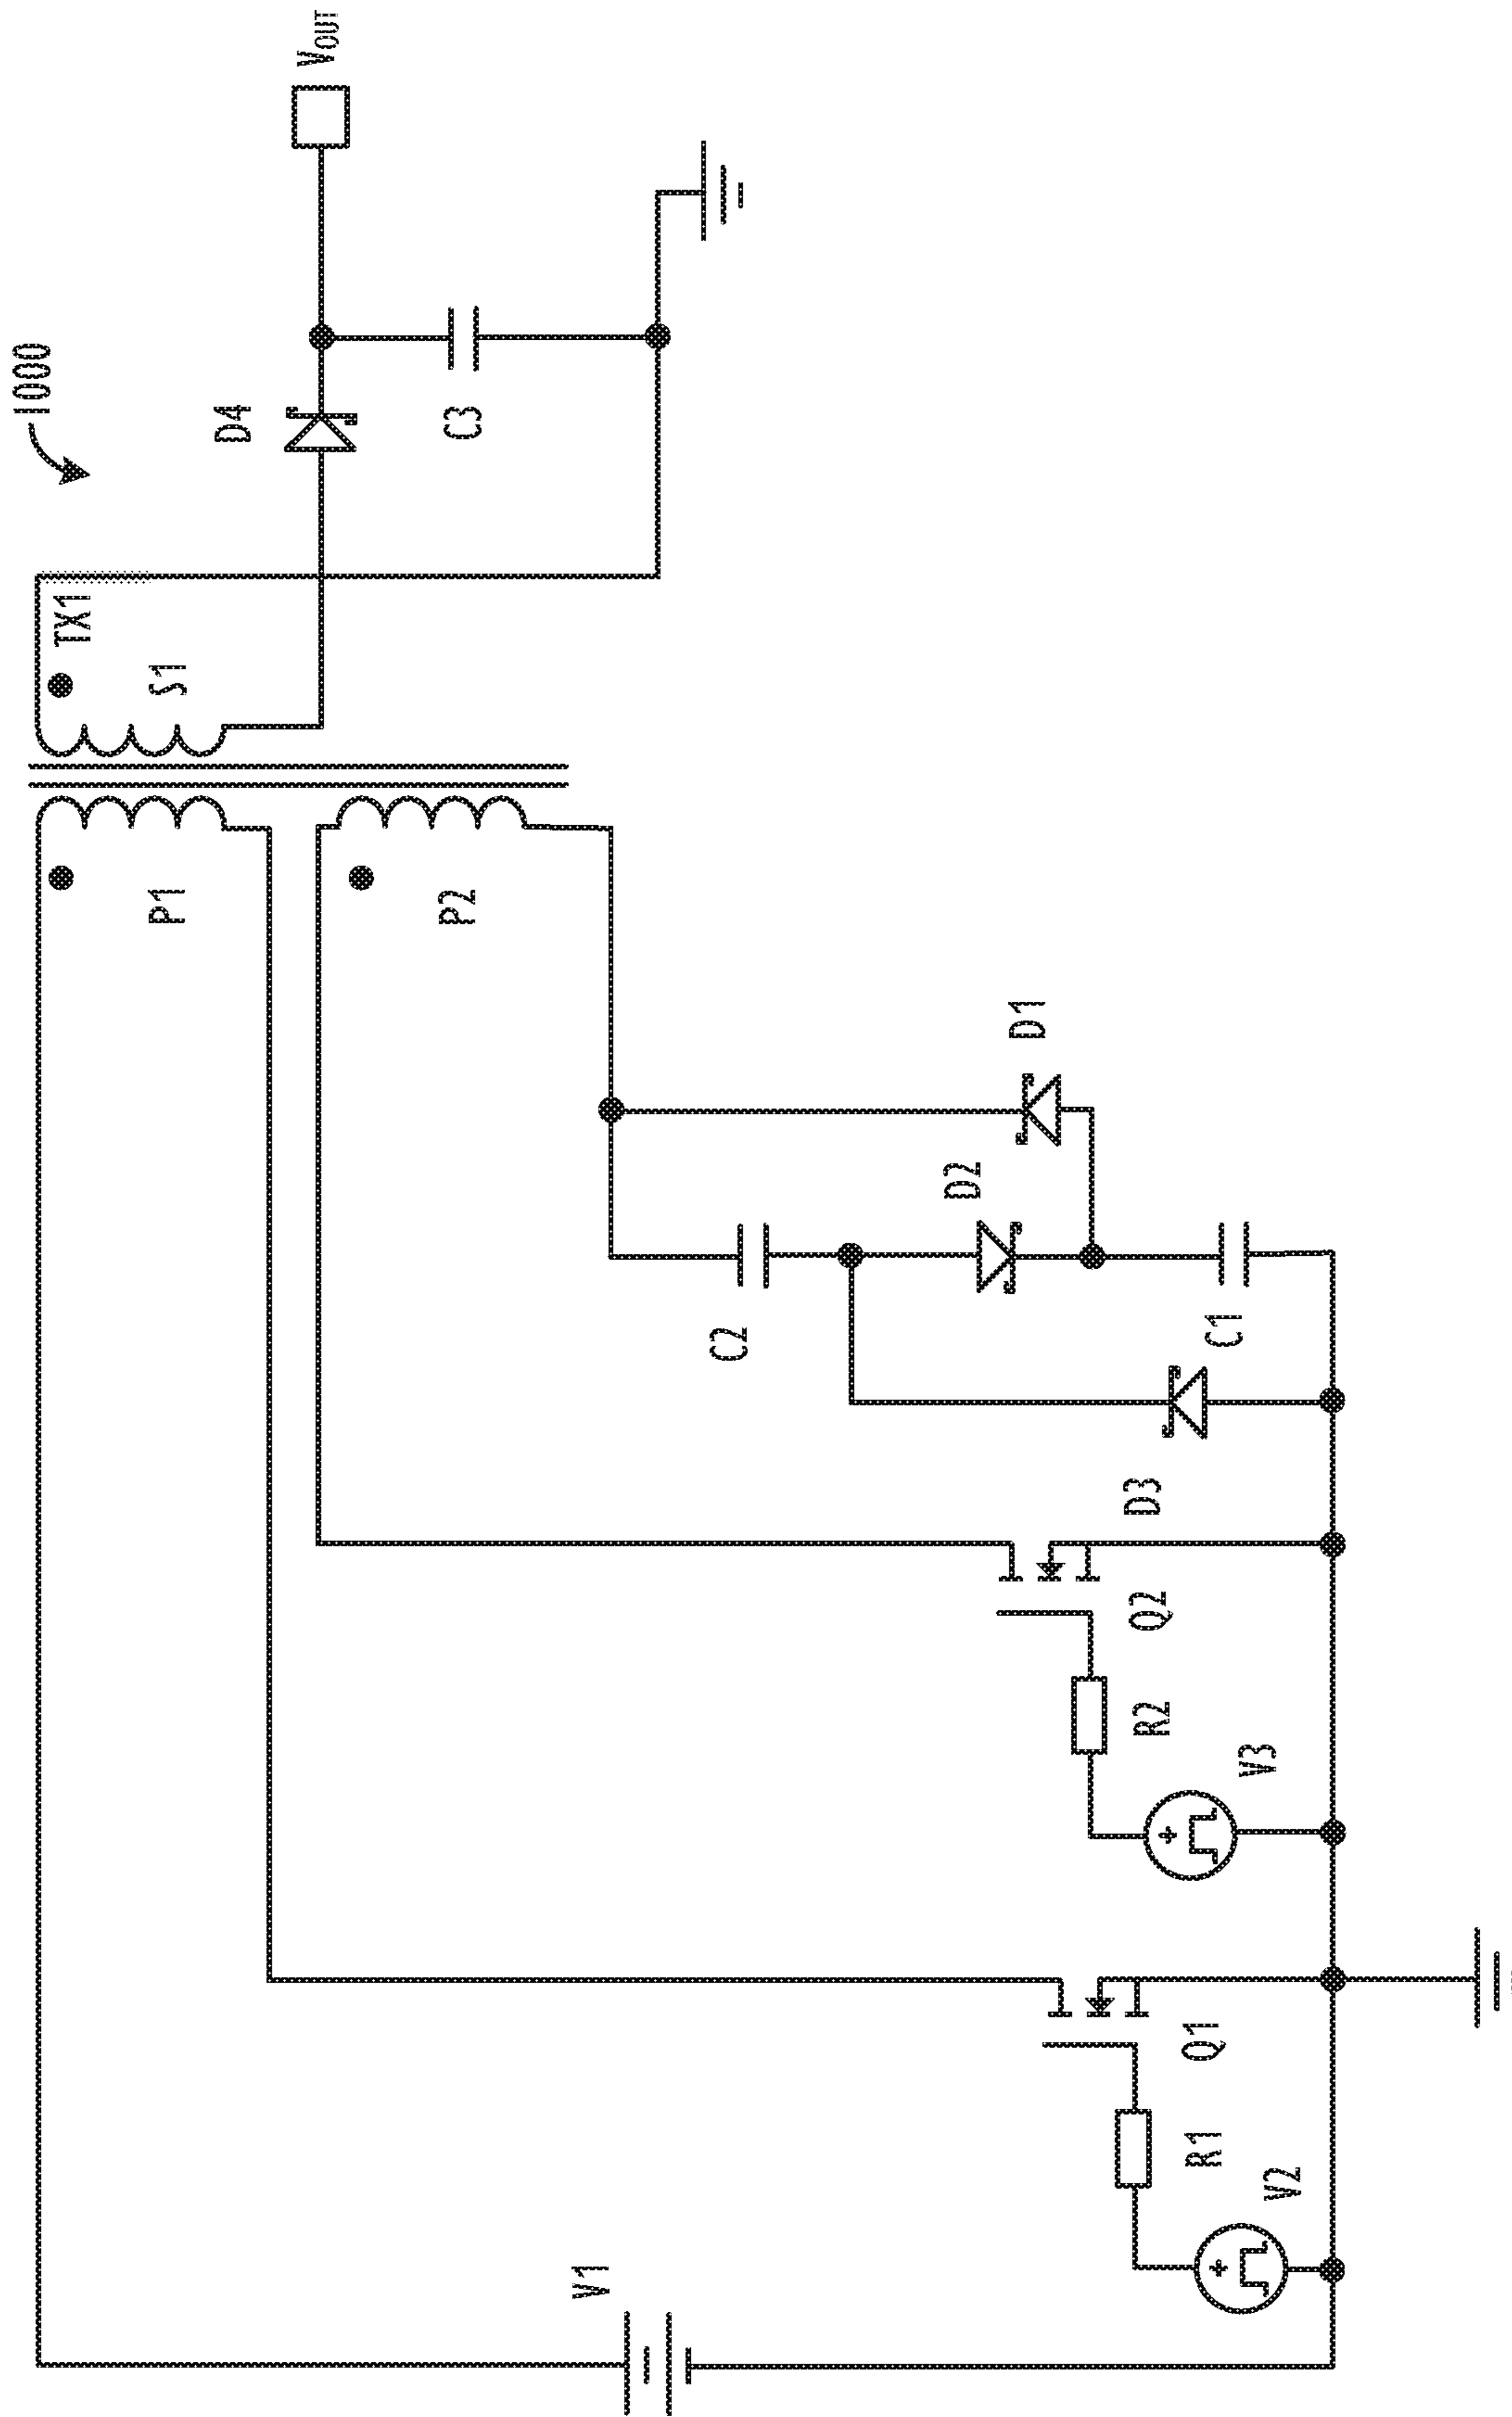 1000
TX1
P1
S1
P2
D4
C3
VOUT
V1
C2
D2
D1
C1
D3
Q2
R2
V3
Q1
R1
V2
+
+